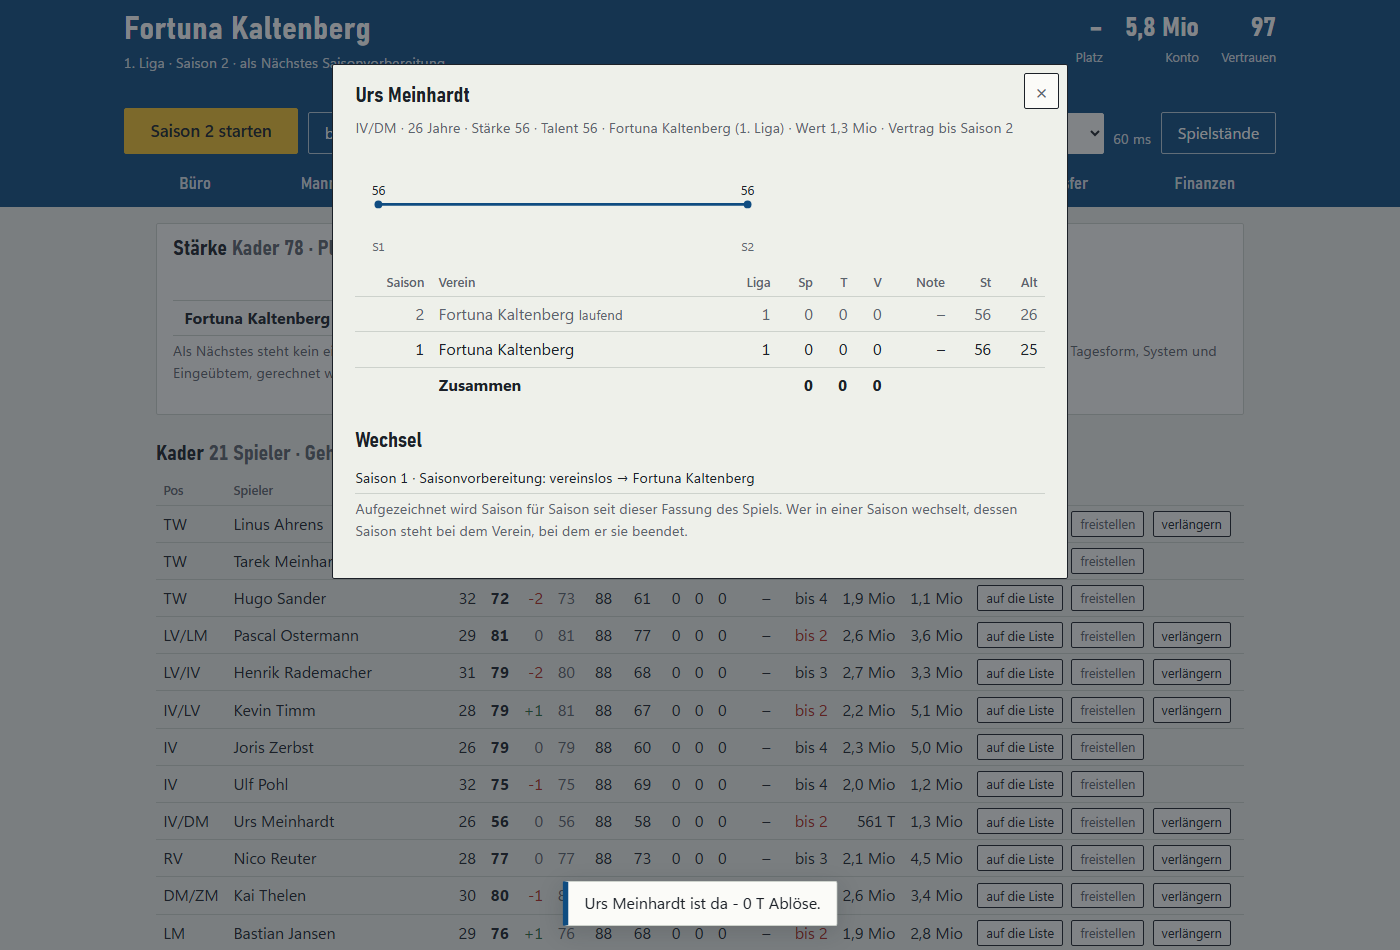 Fortuna Kaltenberg
– 5,8 Mio 97
1. Liga · Saison 2 · als Nächstes Saisonvorbereitung
Platz Konto Vertrauen
Saison 2 starten
60 ms Spielstände
Büro
Finanzen
Urs Meinhardt ×
IV/DM · 26 Jahre · Stärke 56 · Talent 56 · Fortuna Kaltenberg (1. Liga) · Wert 1,3 Mio · Vertrag bis Saison 2
56 56
S1 S2
Saison Verein Liga Sp T V Note St Alt
2 Fortuna Kaltenberg laufend 1 0 0 0 – 56 26
1 Fortuna Kaltenberg 1 0 0 0 – 56 25
Zusammen 0 0 0
Wechsel
Saison 1 · Saisonvorbereitung: vereinslos → Fortuna Kaltenberg
Aufgezeichnet wird Saison für Saison seit dieser Fassung des Spiels. Wer in einer Saison wechselt, dessen
Saison steht bei dem Verein, bei dem er sie beendet.
Stärke Kader 78 ·
Fortuna Kaltenberg
Als Nächstes steht kein
Tagesform, System und
Eingeübtem, gerechnet
Kader 21 Spieler ·
Pos Spieler
TW Linus Ahrens freistellen verlängern
TW Tarek freistellen
TW Hugo Sander 32 72 -2 73 88 61 0 0 0 – bis 4 1,9 Mio 1,1 Mio auf die Liste freistellen
LV/LM Pascal Ostermann 29 81 0 81 88 77 0 0 0 – bis 2 2,6 Mio 3,6 Mio auf die Liste freistellen verlängern
LV/IV Henrik Rademacher 31 79 -2 80 88 68 0 0 0 – bis 3 2,7 Mio 3,3 Mio auf die Liste freistellen verlängern
IV/LV Kevin Timm 28 79 +1 81 88 67 0 0 0 – bis 2 2,2 Mio 5,1 Mio auf die Liste freistellen verlängern
IV Joris Zerbst 26 79 0 79 88 60 0 0 0 – bis 4 2,3 Mio 5,0 Mio auf die Liste freistellen
IV Ulf Pohl 32 75 -1 75 88 69 0 0 0 – bis 4 2,0 Mio 1,2 Mio auf die Liste freistellen
IV/DM Urs Meinhardt 26 56 0 56 88 58 0 0 0 – bis 2 561 T 1,3 Mio auf die Liste freistellen verlängern
RV Nico Reuter 28 77 0 77 88 73 0 0 0 – bis 3 2,1 Mio 4,5 Mio auf die Liste freistellen verlängern
DM/ZM Kai Thelen 30 80 -1 2,6 Mio 3,4 Mio auf die Liste freistellen verlängern
Urs Meinhardt ist da - 0 T Ablöse.
LM Bastian Jansen 29 76 +1 76 88 68 0 0 0 – bis 2 1,9 Mio 2,8 Mio auf die Liste freistellen verlängern